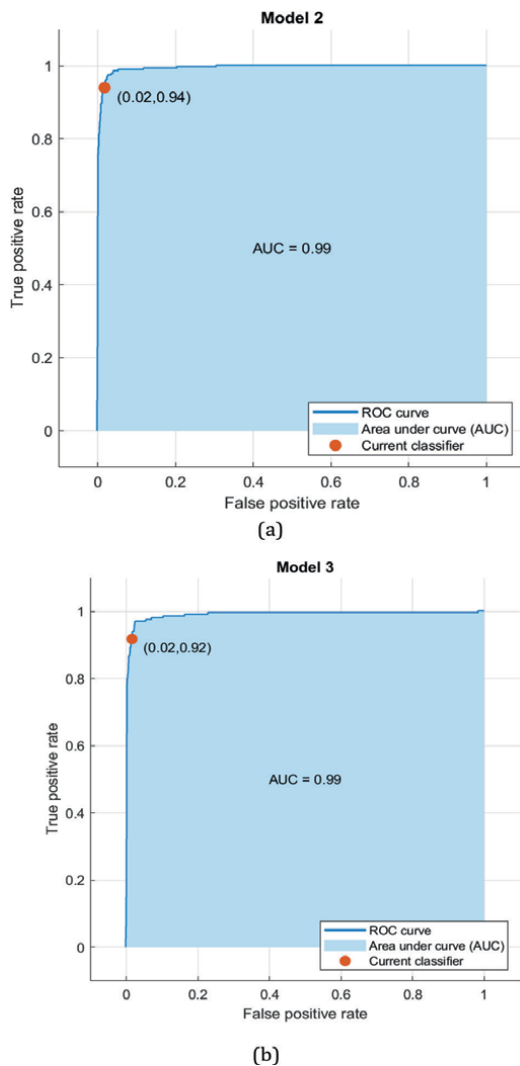 Model 2
1
(0.02,0.94)
0.8
0.6
True positive rate
AUC = 0.99
0.4
0.2
ROC curve
Area under curve (AUC)
Current classifier
0
0
0.2
0.4
0.6
0.8
1
False positive rate
(a)
Model 3
1
(0.02,0.92)
0.8
0.6
True positive rate
AUC = 0.99
0.4
0.2
ROC curve
Area under curve (AUC)
Current classifier
0
0
0.2
0.4
0.6
0.8
1
False positive rate
(b)